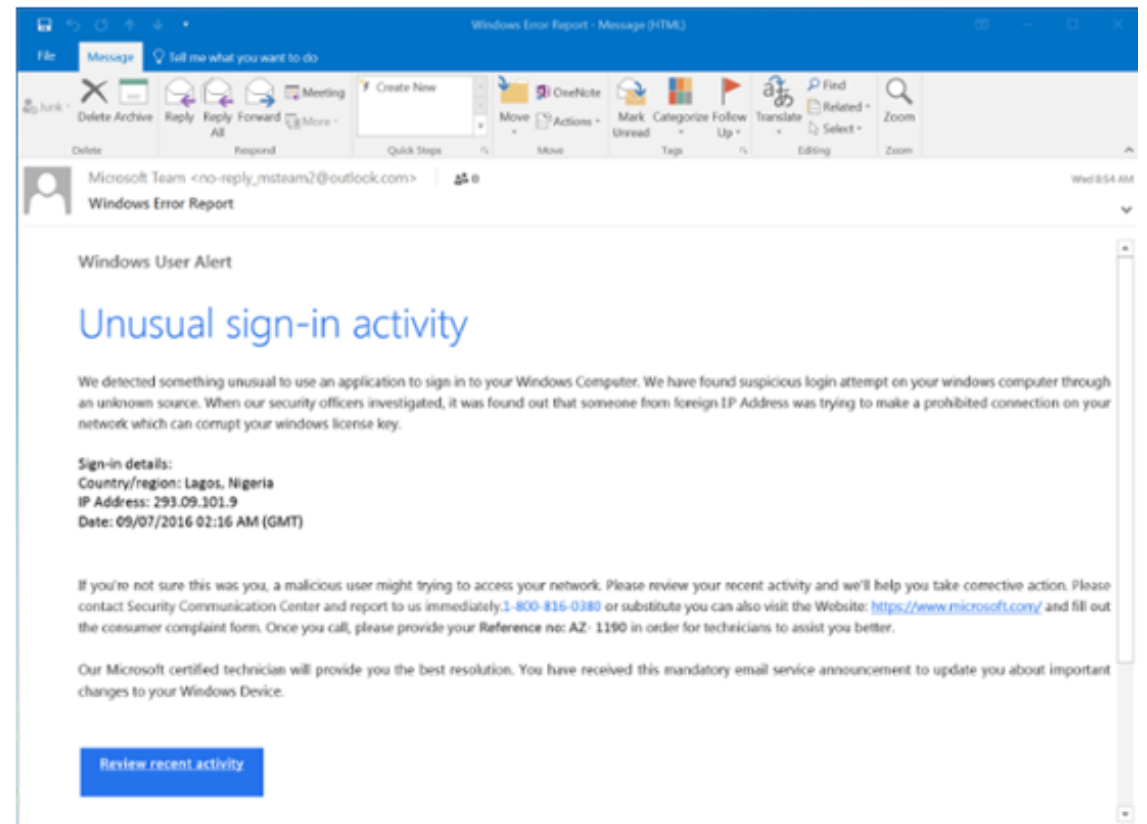 Windows Error Report - Message (HTML)
File Message Tell me what you want to do
Junk
Delete Archive
Reply Reply All Forward
Meeting
More
Create New
Move
OneNote
Actions
Mark Unread Categorize Follow Up
Translate
Find
Related
Select
Zoom
Delete Respond Quick Steps Move Tags Editing Zoom
Microsoft Team <no-reply_msteam2@outlook.com> 0 Wed 8:54 AM
Windows Error Report
Windows User Alert
Unusual sign-in activity
We detected something unusual to use an application to sign in to your Windows Computer. We have found suspicious login attempt on your windows computer through
an unknown source. When our security officers investigated, it was found out that someone from foreign I.P Address was trying to make a prohibited connection on your
network which can corrupt your windows license key.
Sign-in details:
Country/region: Lagos, Nigeria
IP Address: 293.09.101.9
Date: 09/07/2016 02:16 AM (GMT)
If you're not sure this was you, a malicious user might trying to access your network. Please review your recent activity and we'll help you take corrective action. Please
contact Security Communication Center and report to us immediately.1-800-816-0380 or substitute you can also visit the Website: https://www.microsoft.com/ and fill out
the consumer complaint form. Once you call, please provide your Reference no: AZ- 1190 in order for technicians to assist you better.
Our Microsoft certified technician will provide you the best resolution. You have received this mandatory email service announcement to update you about important
changes to your Windows Device.
Review recent activity